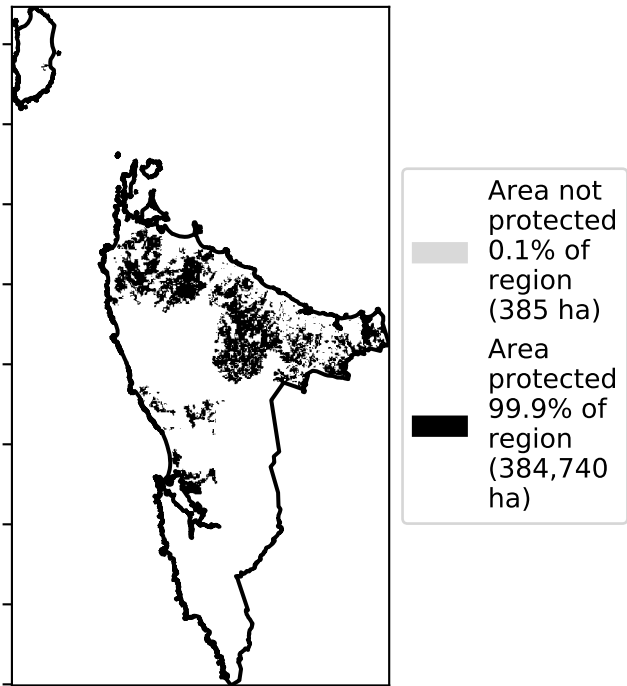 Area not
protected
0.1% of
region
(385 ha)
Area
protected
99.9% of
region
(384,740
ha)